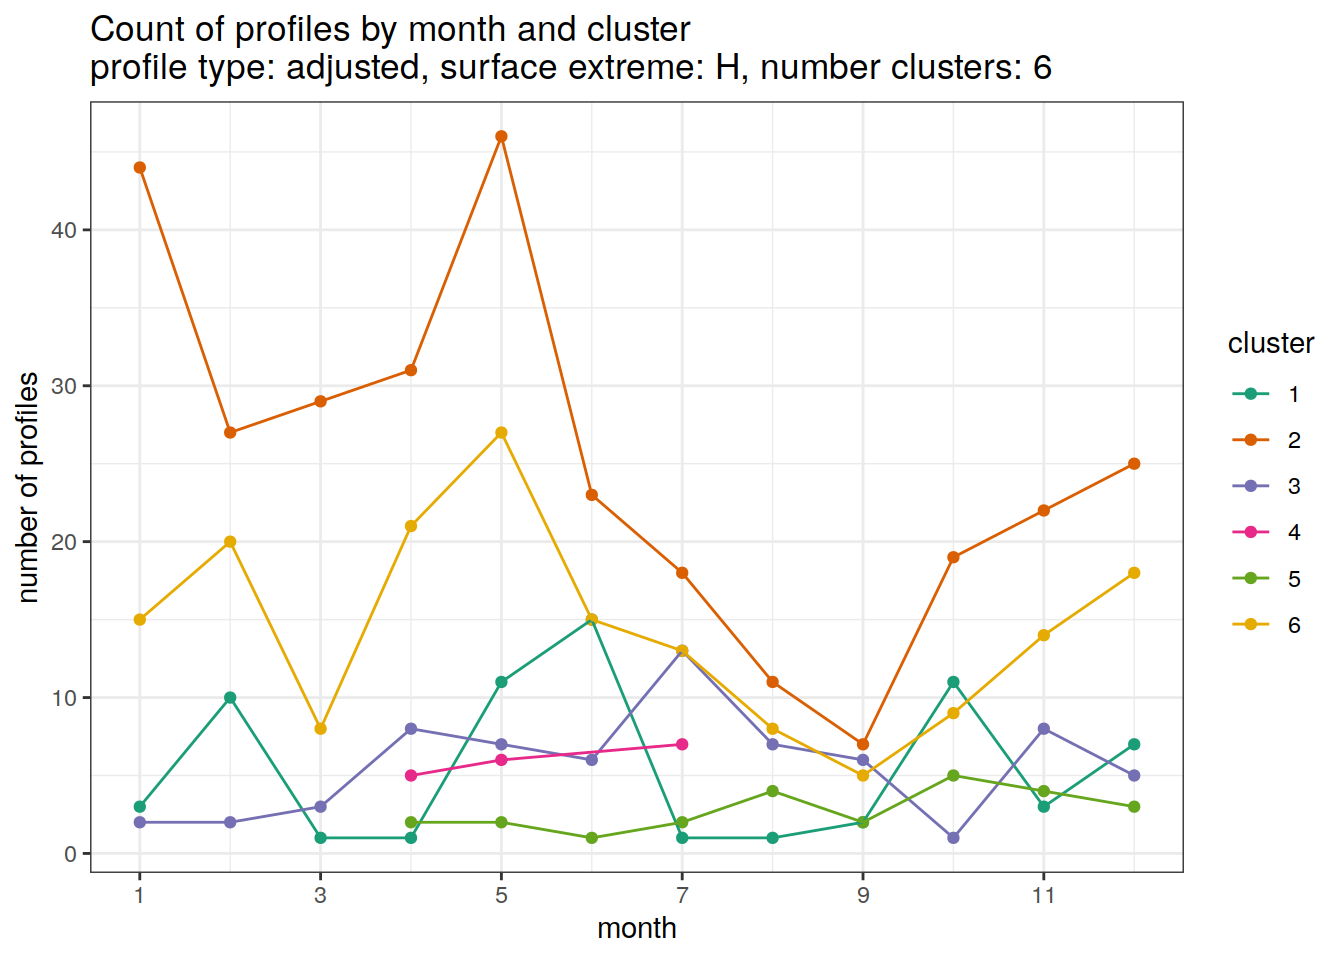 Count of profiles by month and cluster
profile type: adjusted, surface extreme: H, number clusters: 6
number of profiles
40
30
20
10
0
1 3 5 7 9 11
month
cluster
1
2
3
4
5
6